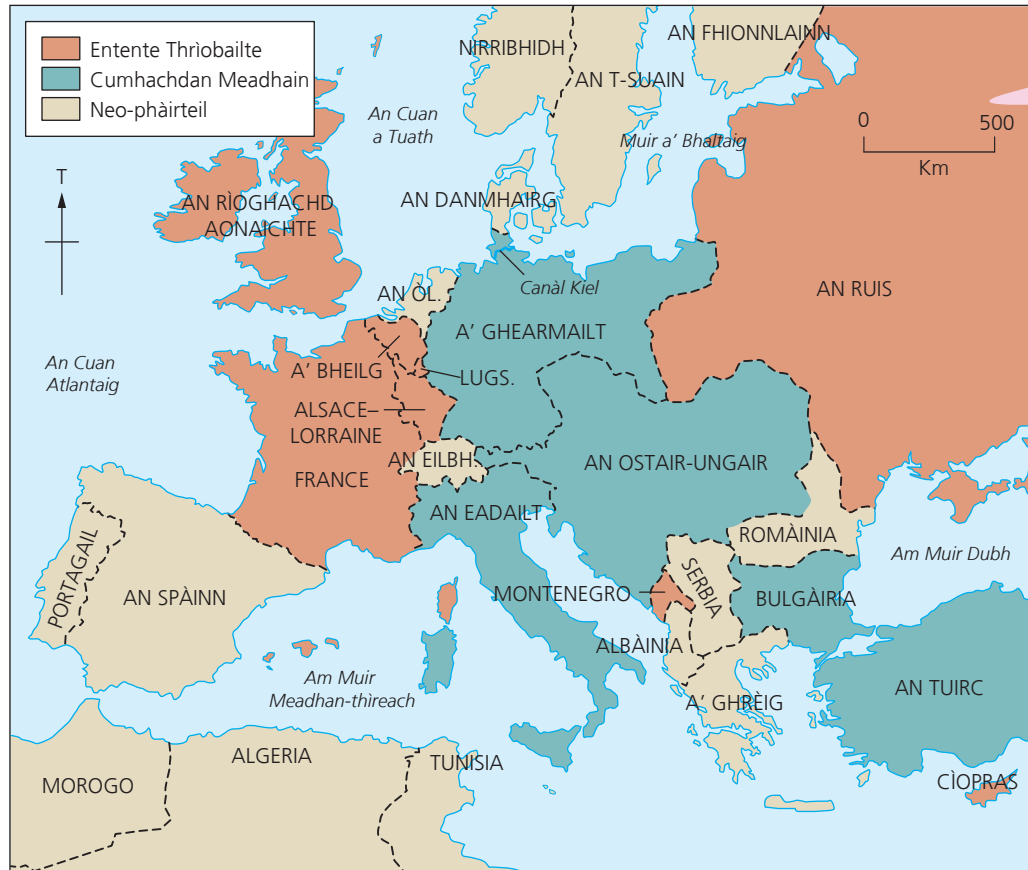 Entente Thrìobailte
Cumhachdan Meadhain
Neo-phàirteil
NIRRIBHIDH
AN T-SUAIN
AN FHIONNLAINN
An Cuan
a Tuath
Muir a' Bhaltaig
0 500
Km
T
AN RÌOGHACHD
AONAICHTE
AN DANMHAIRG
Canàl Kiel
AN ÒL.
AN RUIS
A' GHEARMAILT
An Cuan
Atlantaig
A' BHEILG
LUGS.
ALSACE–
LORRAINE
AN EILBH.
FRANCE
AN OSTAIR-UNGAIR
AN EADAILT
ROMÀINIA
Am Muir Dubh
PORTAGAIL
AN SPÀINN
MONTENEGRO
SERBIA
BULGÀIRIA
ALBÀINIA
Am Muir
Meadhan-thìreach
A' GHRÈIG
AN TUIRC
MOROGO
ALGERIA
TUNISIA
CÌOPRAS